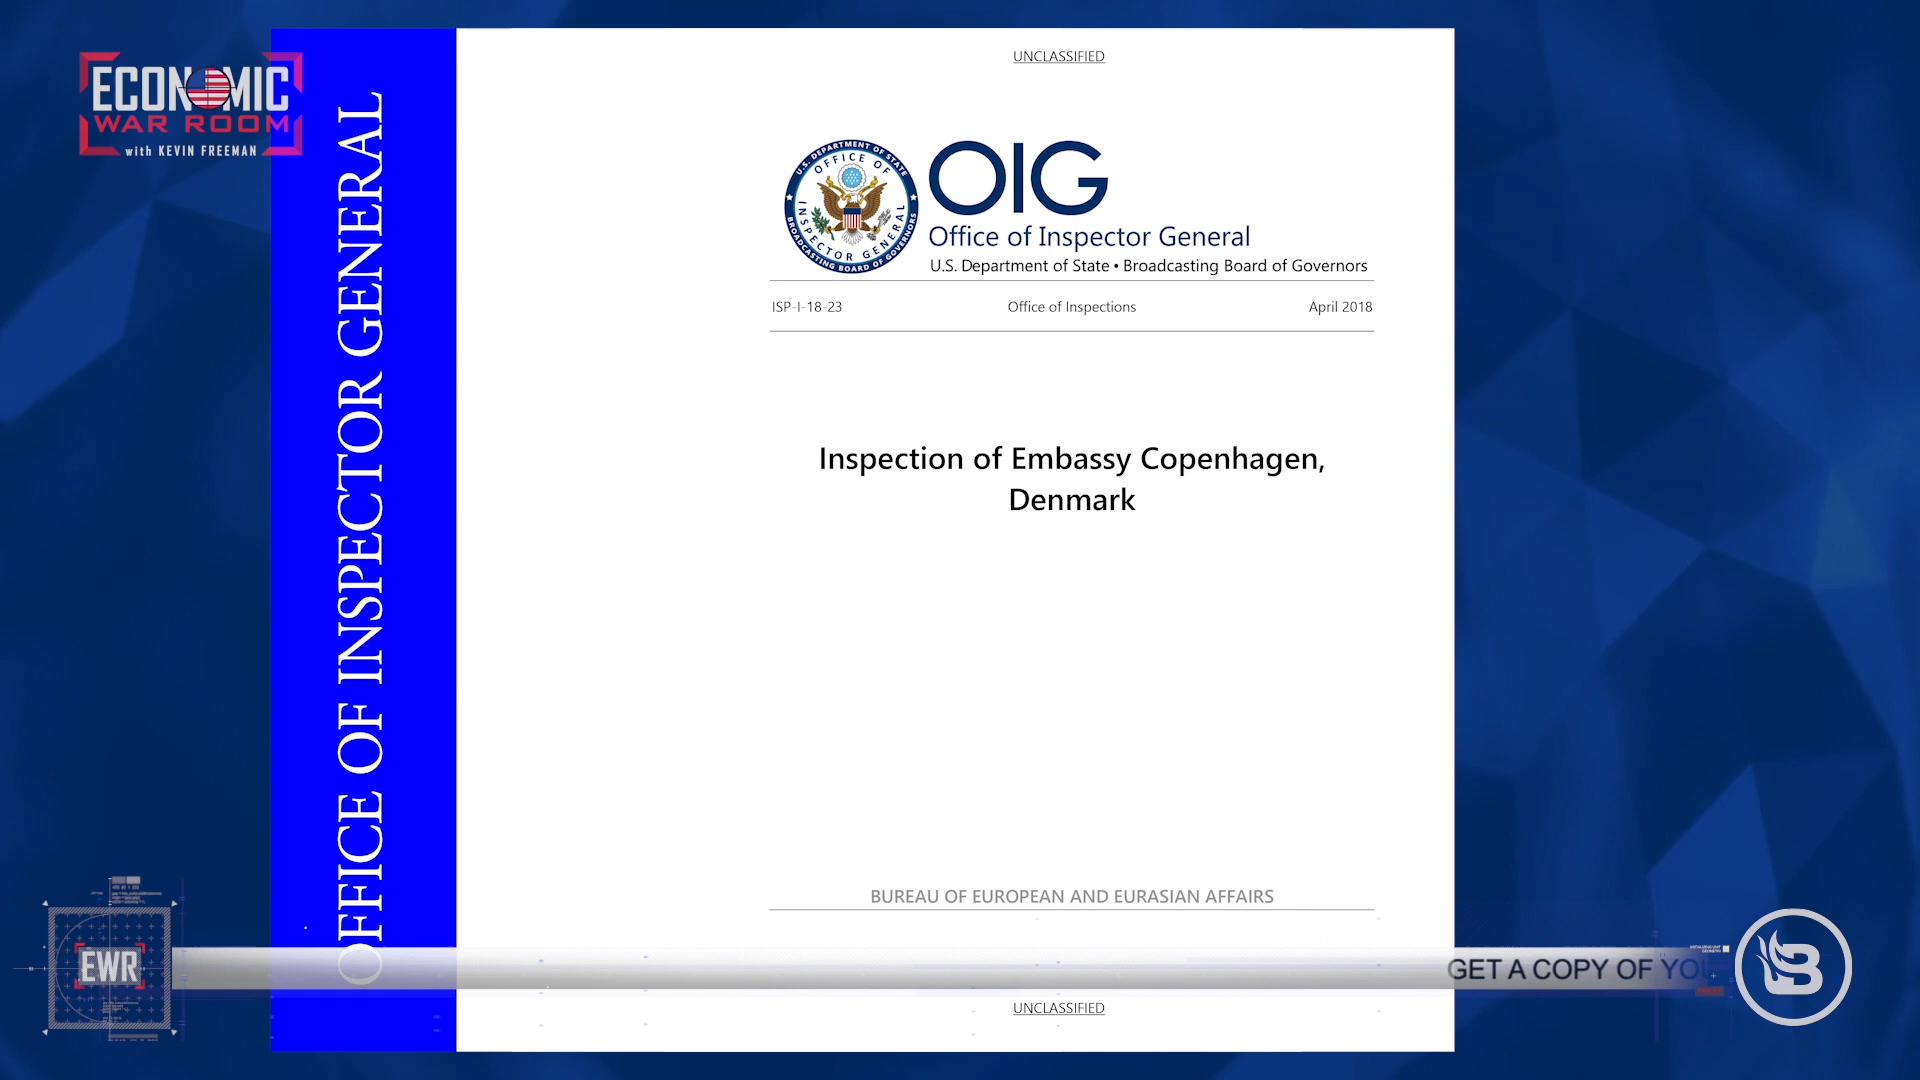 ECONOMIC
WAR ROOM
with KEVIN FREEMAN
OFFICE OF INSPECTOR GENERAL
UNCLASSIFIED
U.S. DEPARTMENT OF STATE
OFFICE OF
INSPECTOR GENERAL
BROADCASTING BOARD OF GOVERNORS
OIG
Office of Inspector General
U.S. Department of State • Broadcasting Board of Governors
ISP-I-18-23 Office of Inspections April 2018
Inspection of Embassy Copenhagen,
Denmark
BUREAU OF EUROPEAN AND EURASIAN AFFAIRS
EWR
GET A COPY OF YOU
B
UNCLASSIFIED